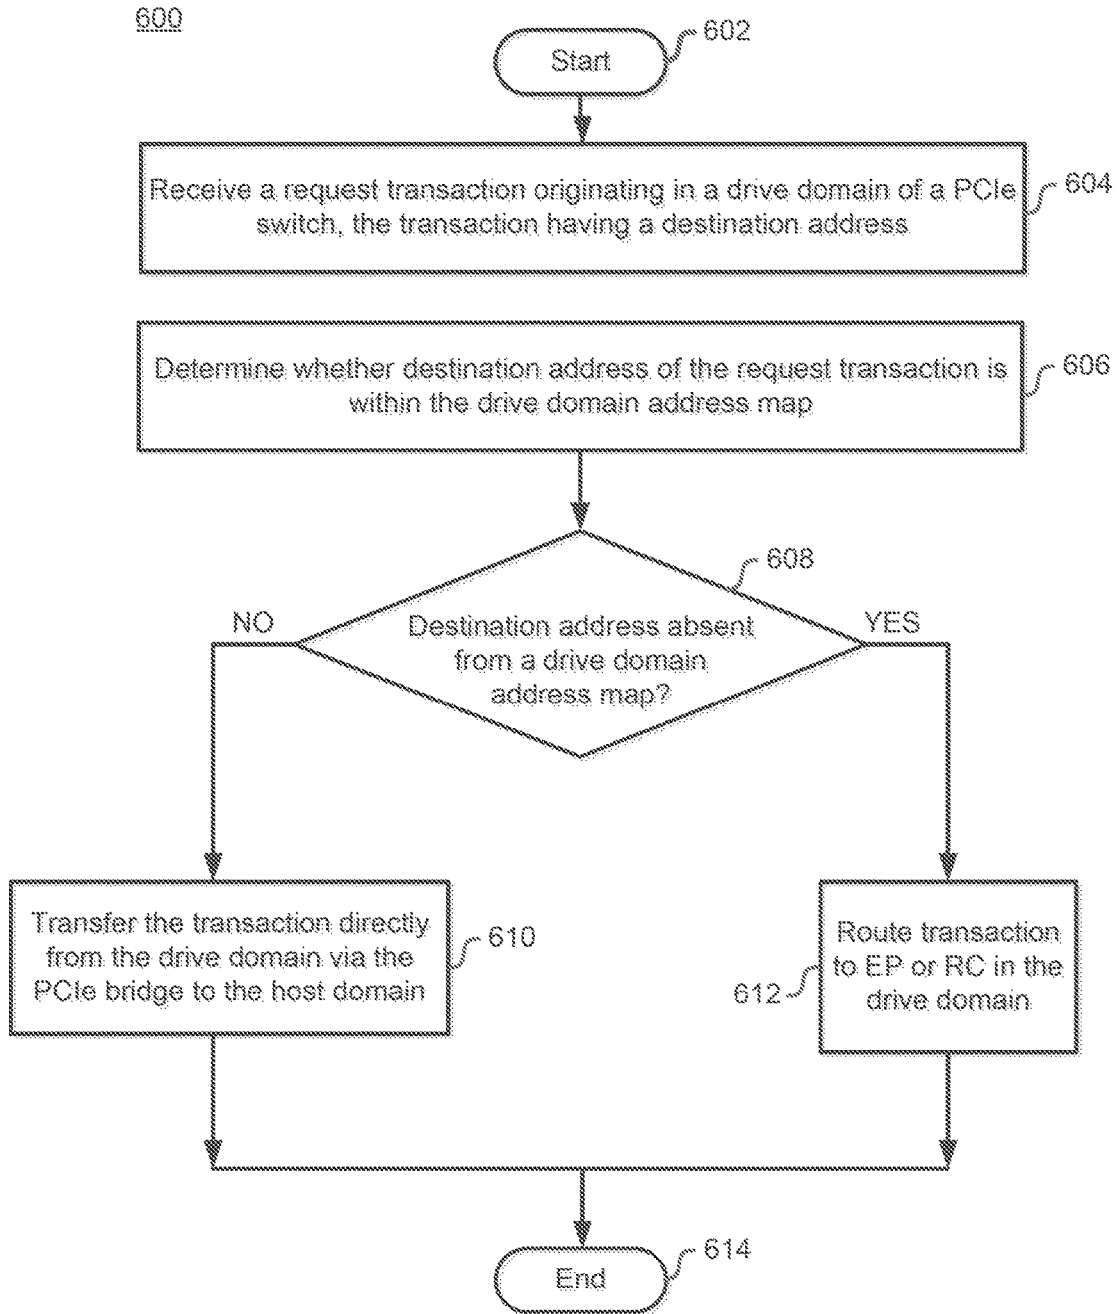 600
602
Start
Receive a request transaction originating in a drive domain of a PCIe
switch, the transaction having a destination address
604
Determine whether destination address of the request transaction is
within the drive domain address map
606
608
NO
YES
Destination address absent
from a drive domain
address map?
Transfer the transaction directly
from the drive domain via the
PCIe bridge to the host domain
610
Route transaction
to EP or RC in the
drive domain
612
614
End